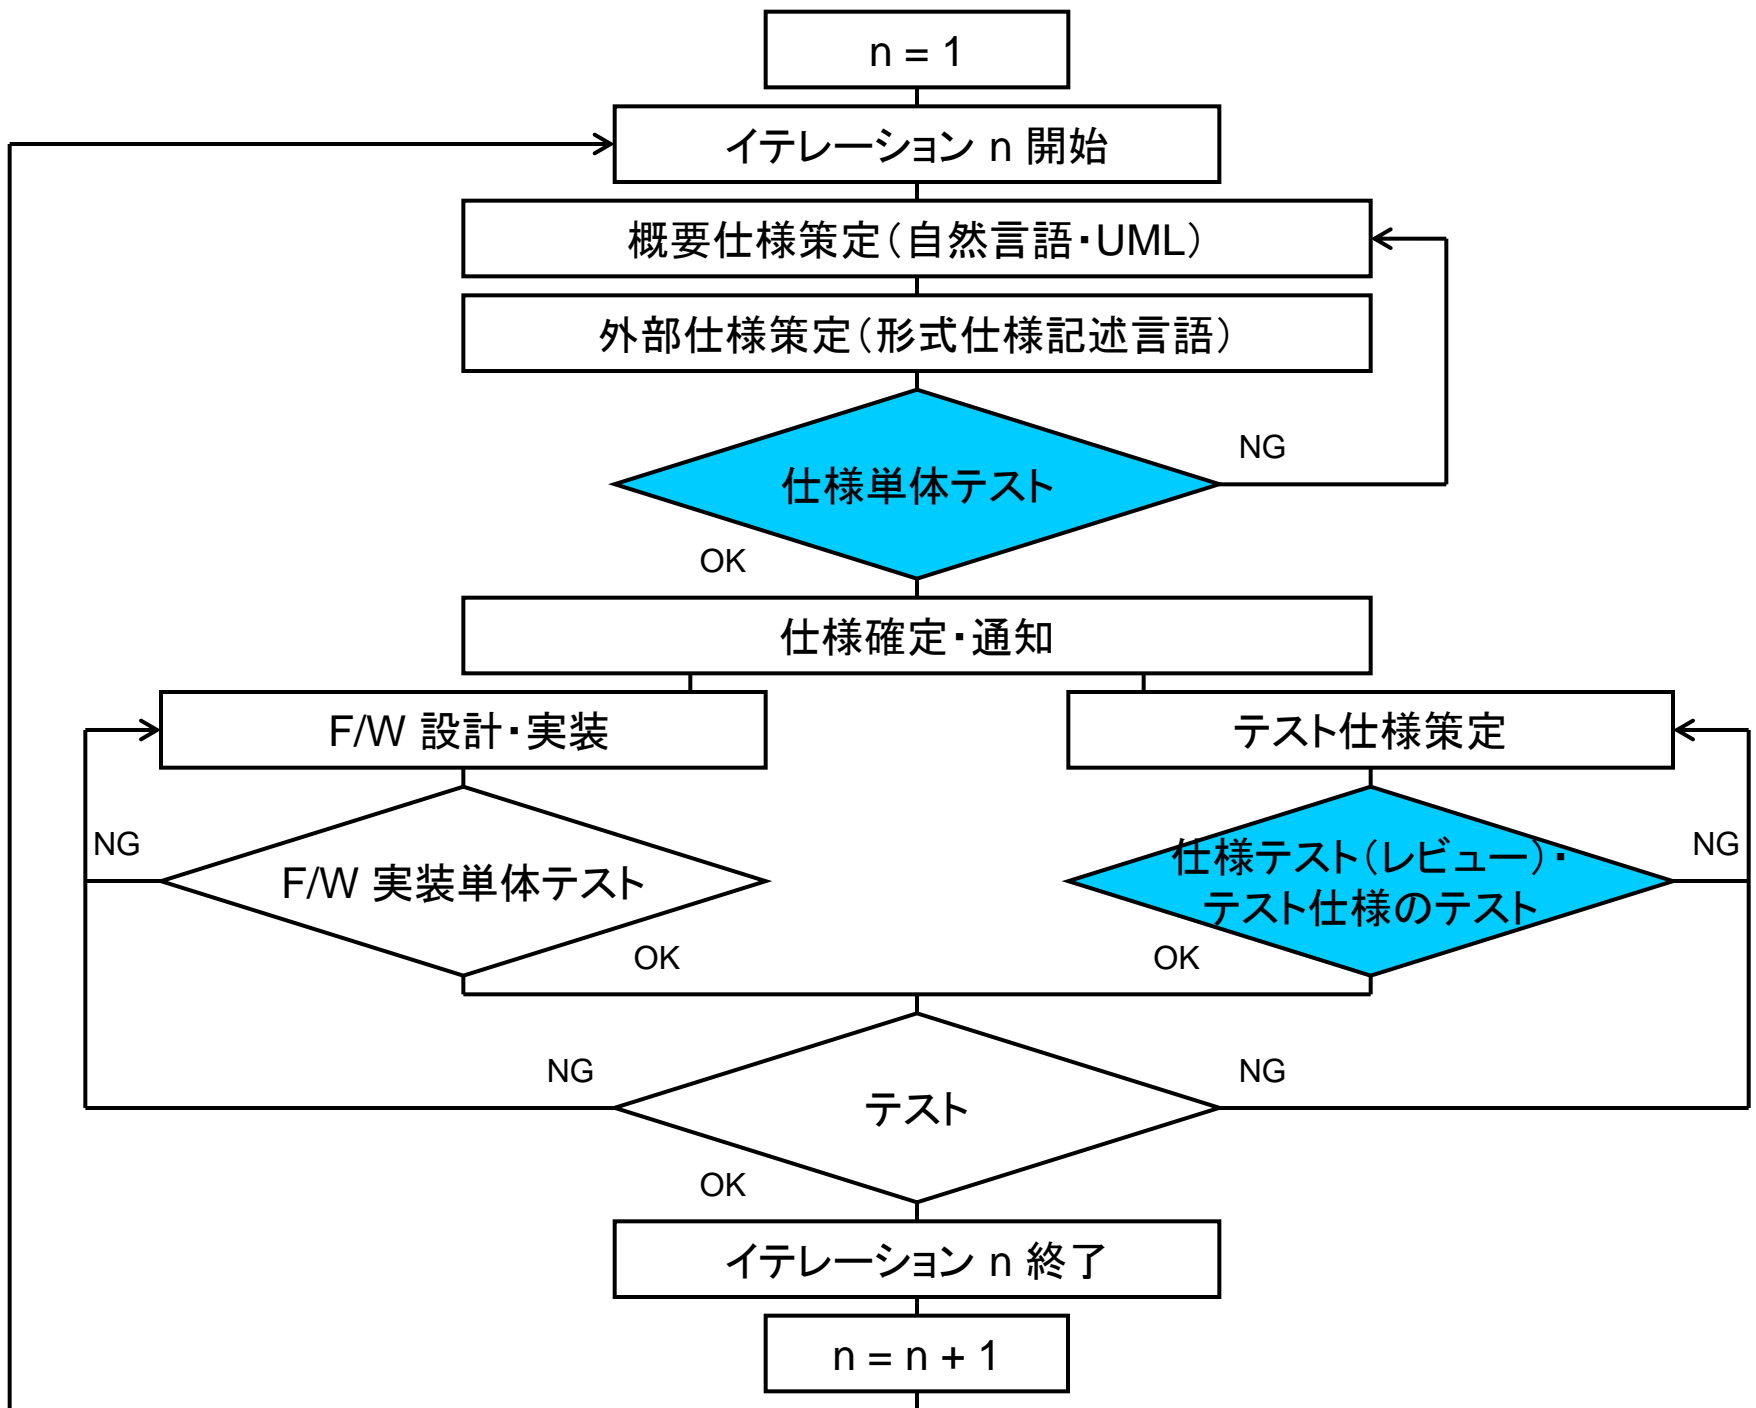 n = 1
イテレーション n 開始
概要仕様策定(自然言語・UML)
外部仕様策定(形式仕様記述言語)
NG
仕様単体テスト
OK
仕様確定・通知
F/W 設計・実装
テスト仕様策定
NG
F/W 実装単体テスト
OK
NG
仕様テスト(レビュー)・
テスト仕様のテスト
OK
NG
NG
テスト
OK
イテレーション n 終了
n = n + 1